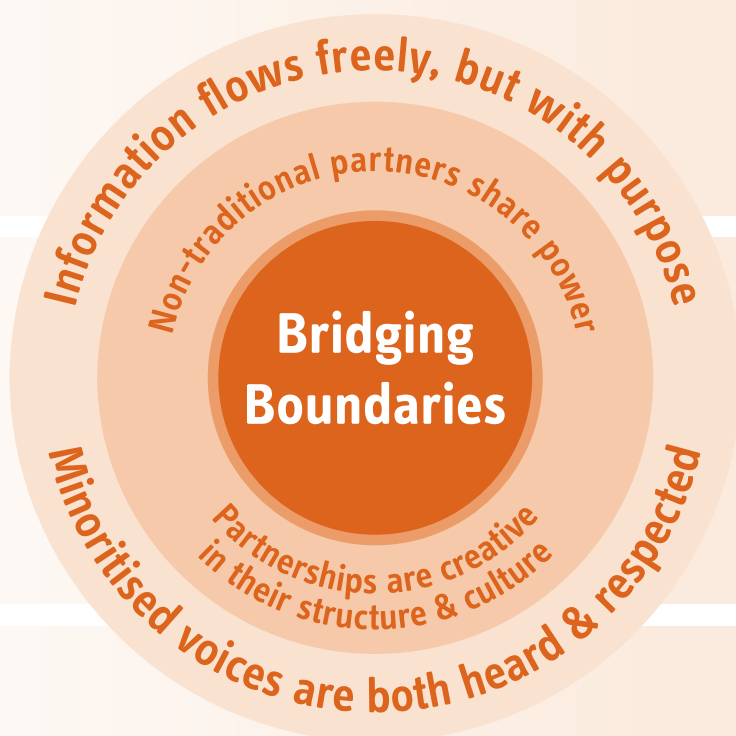 Information flows freely, but with purpose
Non-traditional partners share power
Bridging
Boundaries
Partnerships are creative
in their structure & culture
Minoritised voices are both heard & respected